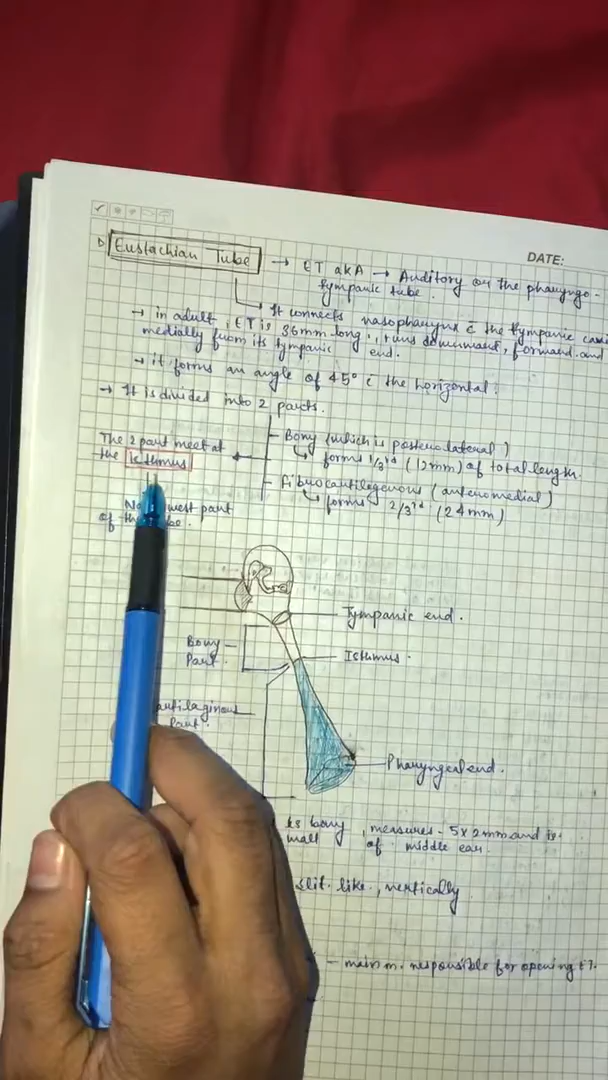 DATE:
Eustachian Tube → ET aka → Auditory or the pharyngo-
tympanic tube.
→ It connects nasopharynx c̄ the tympanic
→ in adult, ET is 36mm long, runs downward, forward and
medially from its tympanic end.
→ it forms an angle of 45° c̄ the horizontal.
→ It is divided into 2 parts.
The 2 part meet at
the isthmus
Bony (which is posterolateral)
forms 1/3rd (12mm) of total length.
fibrocartilagenous (anteromedial)
forms 2/3rd (24mm)
of
Tympanic end.
Bony
Part.
Isthmus.
Part.
Pharyngeal end.
bony, measures - 5x2mm and is
wall of middle ear.
slit-like, vertically
– main m. responsible for opening ET.